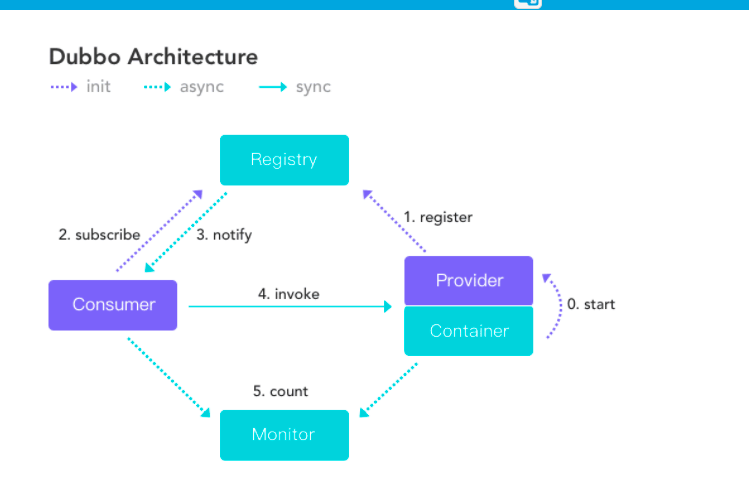 Dubbo Architecture
init async sync
Registry
1. register
2. subscribe
3. notify
Provider
Consumer
4. invoke
0. start
Container
5. count
Monitor